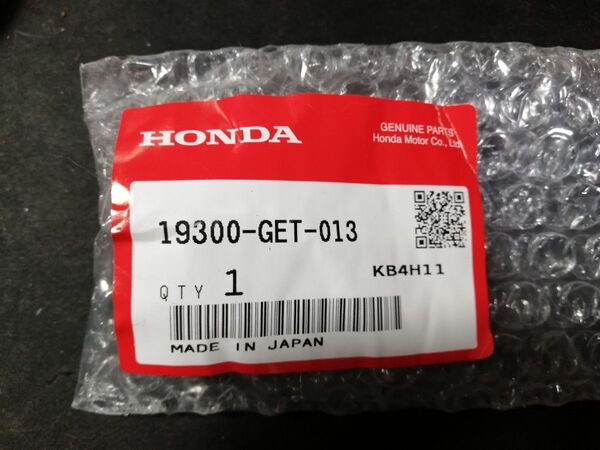 HONDA
GENUINE PARTS
Honda Motor Co., Ltd.
19300-GET-013
KB4H11
QTY 1
MADE IN JAPAN